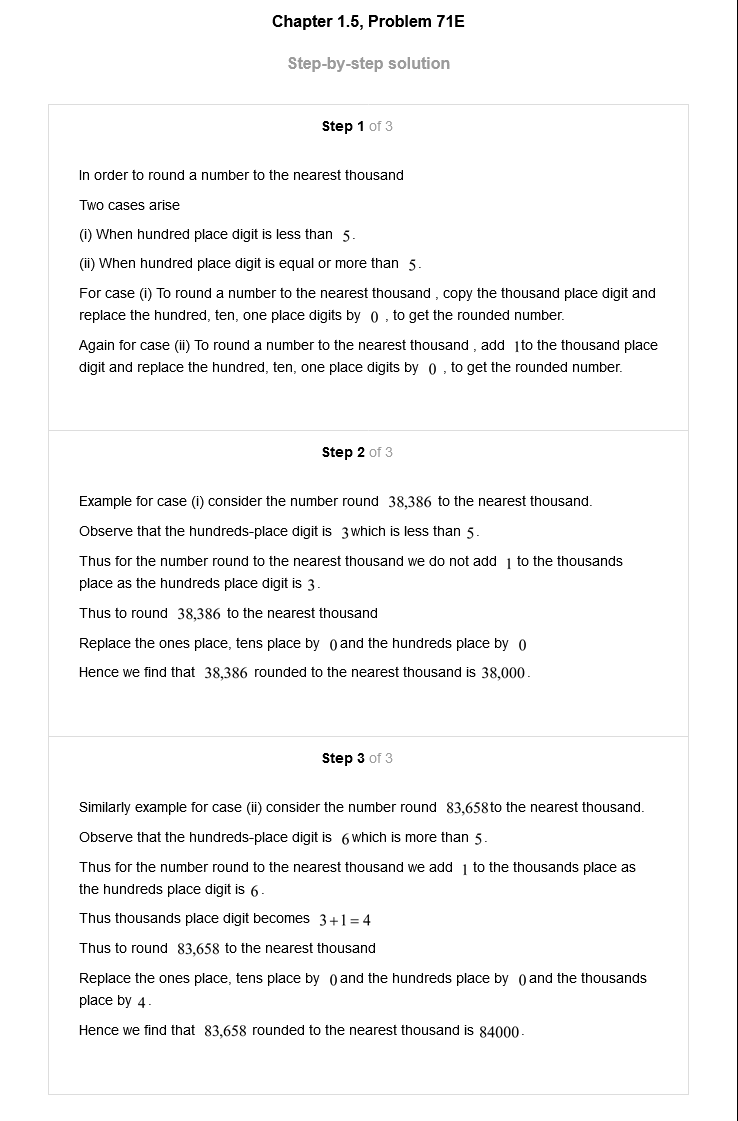 Chapter 1.5, Problem 71E
Step-by-step solution
Step 1 of 3
In order to round a number to the nearest thousand
Two cases arise
(i) When hundred place digit is less than 5.
(ii) When hundred place digit is equal or more than 5.
For case (i) To round a number to the nearest thousand , copy the thousand place digit and
replace the hundred, ten, one place digits by 0 , to get the rounded number.
Again for case (ii) To round a number to the nearest thousand , add 1to the thousand place
digit and replace the hundred, ten, one place digits by 0 , to get the rounded number.
Step 2 of 3
Example for case (i) consider the number round 38,386 to the nearest thousand.
Observe that the hundreds-place digit is 3which is less than 5.
Thus for the number round to the nearest thousand we do not add 1 to the thousands
place as the hundreds place digit is 3.
Thus to round 38,386 to the nearest thousand
Replace the ones place, tens place by 0and the hundreds place by 0
Hence we find that 38,386 rounded to the nearest thousand is 38,000.
Step 3 of 3
Similarly example for case (ii) consider the number round 83,658to the nearest thousand.
Observe that the hundreds-place digit is 6which is more than 5.
Thus for the number round to the nearest thousand we add 1 to the thousands place as
the hundreds place digit is 6.
Thus thousands place digit becomes 3+1=4
Thus to round 83,658 to the nearest thousand
Replace the ones place, tens place by 0and the hundreds place by 0and the thousands
place by 4.
Hence we find that 83,658 rounded to the nearest thousand is 84000.